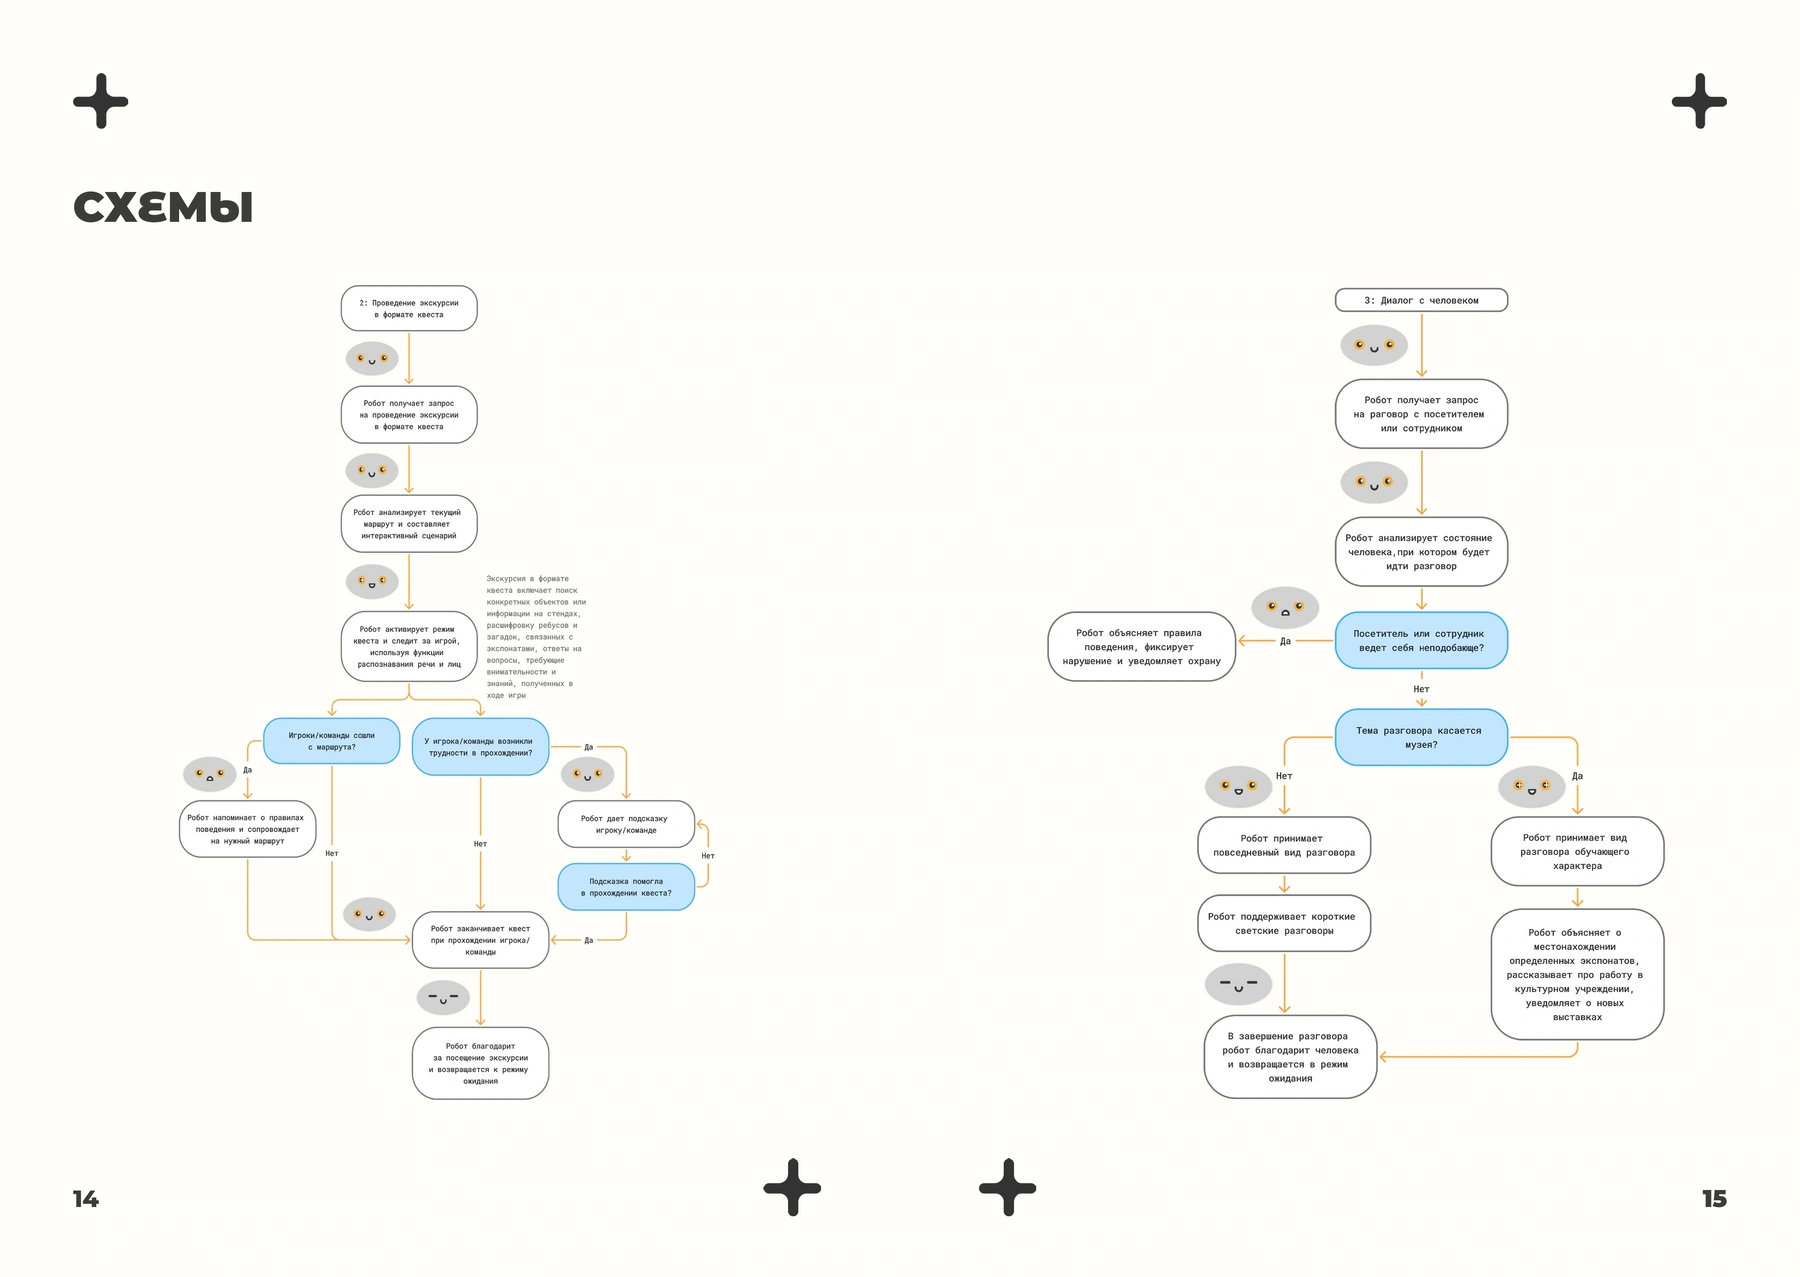 СХЕМЫ
2: Проведение экскурсии
в формате квеста
Робот получает запрос
на проведение экскурсии
в формате квеста
Робот анализирует текущий
маршрут и составляет
интерактивный сценарий
Робот активирует режим
квеста и следит за игрой,
используя функции
распознавания речи и лиц
Экскурсия в формате
квеста включает поиск
конкретных объектов или
информации на стендах,
расшифровку ребусов и
загадок, связанных с
экспонатами, ответы на
вопросы, требующие
внимательности и
знаний, полученных в
ходе игры
Игроки/команды сошли
с маршрута?
У игрока/команды возникли
трудности в прохождении?
Да
Да
Робот напоминает о правилах
поведения и сопровождает
на нужный маршрут
Нет
Нет
Робот дает подсказку
игроку/команде
Нет
Подсказка помогла
в прохождении квеста?
Да
Робот заканчивает квест
при прохождении игрока/
команды
Робот благодарит
за посещение экскурсии
и возвращается к режиму
ожидания
14
3: Диалог с человеком
Робот получает запрос
на раговор с посетителем
или сотрудником
Робот анализирует состояние
человека,при котором будет
идти разговор
Посетитель или сотрудник
ведет себя неподобающе?
Да
Робот объясняет правила
поведения, фиксирует
нарушение и уведомляет охрану
Нет
Тема разговора касается
музея?
Нет
Да
Робот принимает
повседневный вид разговора
Робот принимает вид
разговора обучающего
характера
Робот поддерживает короткие
светские разговоры
Робот объясняет о
местонахождении
определенных экспонатов,
рассказывает про работу в
культурном учреждении,
уведомляет о новых
выставках
В завершение разговора
робот благодарит человека
и возвращается в режим
ожидания
15